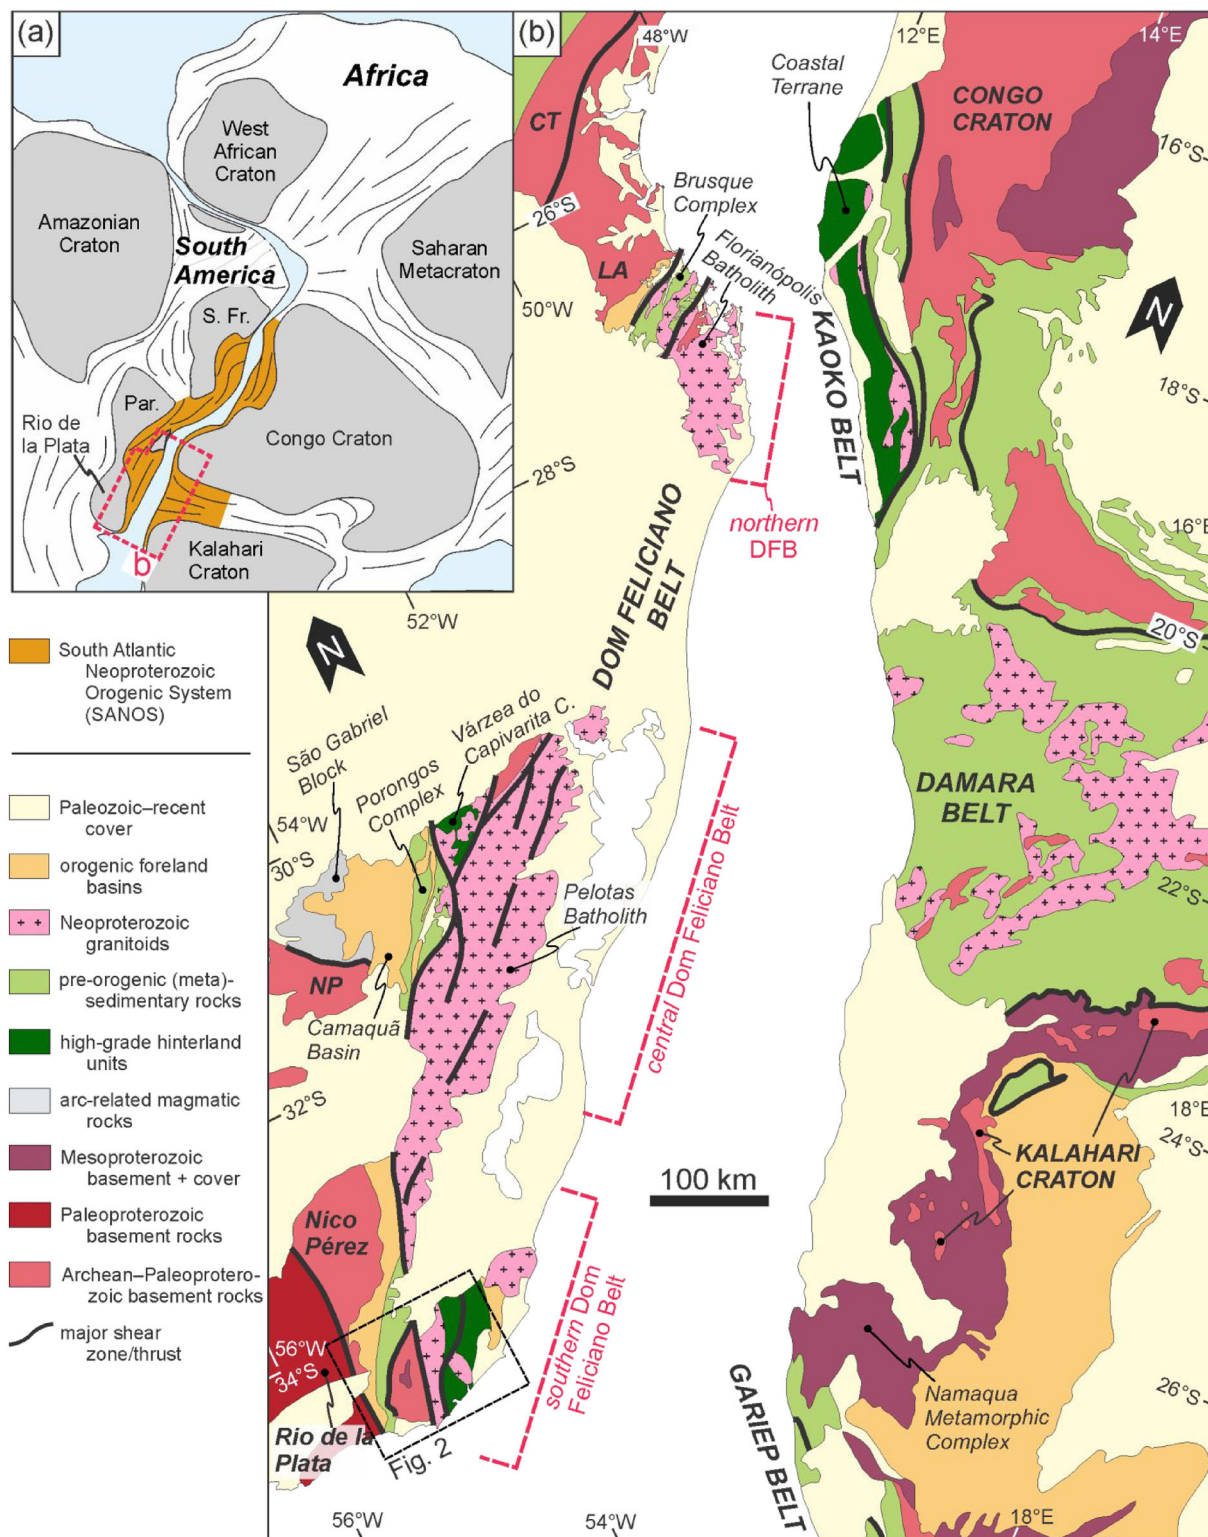 (a)
Africa
West
African
Craton
Amazonian
Craton
South
America
Saharan
Metacraton
S. Fr.
Par.
Rio de
la Plata
Congo Craton
Kalahari
Craton
b
(b)
48°W
12°E
14°E
Coastal
Terrane
CONGO
CRATON
CT
16°S
Brusque
Complex
26°S
Florianópolis
Batholith
LA
50°W
N
KAOKO BELT
18°S
28°S
northern
DFB
16°E
DOM FELICIANO
BELT
52°W
20°S
N
São Gabriel
Block
Várzea do
Capivarita C.
Porongos
Complex
DAMARA
BELT
54°W
30°S
22°S
Pelotas
Batholith
central Dom Feliciano Belt
NP
Camaquã
Basin
32°S
18°E
24°S
KALAHARI
CRATON
100 km
Nico
Pérez
southern Dom
Feliciano Belt
56°W
34°S
Namaqua
Metamorphic
Complex
26°S
GARIEP BELT
Rio de la
Plata
Fig. 2
56°W
54°W
18°E
South Atlantic
Neoproterozoic
Orogenic System
(SANOS)
Paleozoic–recent
cover
orogenic foreland
basins
Neoproterozoic
granitoids
pre-orogenic (meta)-
sedimentary rocks
high-grade hinterland
units
arc-related magmatic
rocks
Mesoproterozoic
basement + cover
Paleoproterozoic
basement rocks
Archean–Paleoprotero-
zoic basement rocks
major shear
zone/thrust